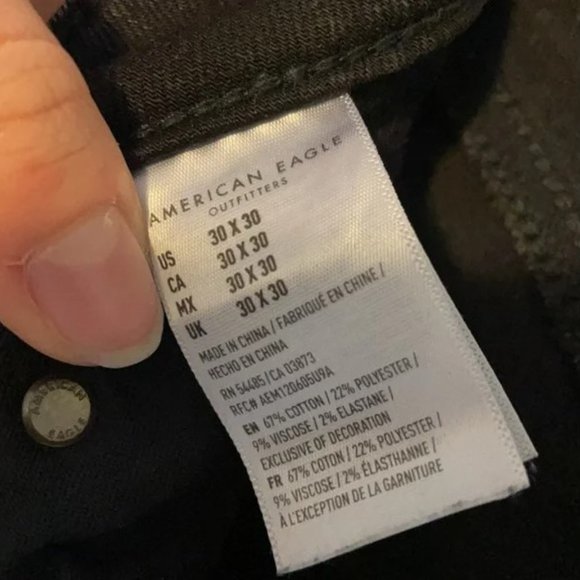 AMERICAN EAGLE
OUTFITTERS
US 30 X 30
CA 30 X 30
MX 30 X 30
UK 30 X 30
MADE IN CHINA / FABRIQUÉ EN CHINE /
HECHO EN CHINA
RN 54485 / CA 03873
RFC# AEM120605U9A
EN 67% COTTON / 22% POLYESTER /
9% VISCOSE / 2% ELASTANE /
EXCLUSIVE OF DECORATION
FR 67% COTON / 22% POLYESTER /
9% VISCOSE / 2% ÉLASTHANNE /
À L'EXCEPTION DE LA GARNITURE
AMERICAN
EAGLE